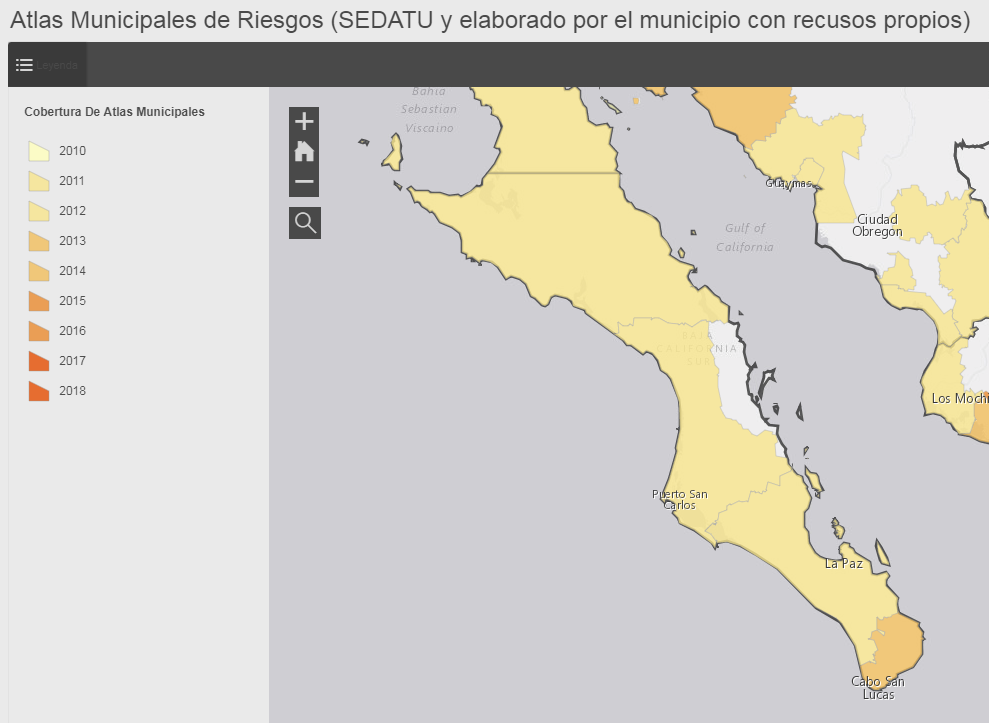 Atlas Municipales de Riesgos (SEDATU y elaborado por el municipio con recusos propios)
Leyenda
Cobertura De Atlas Municipales
2010
2011
2012
2013
2014
2015
2016
2017
2018
Bahia
Sebastian
Viscaino
Guaymas
Ciudad
Obregon
Gulf of
California
BAJA
CALIFORNIA
SUR
Los Mochi
Puerto San
Carlos
La Paz
Cabo San
Lucas